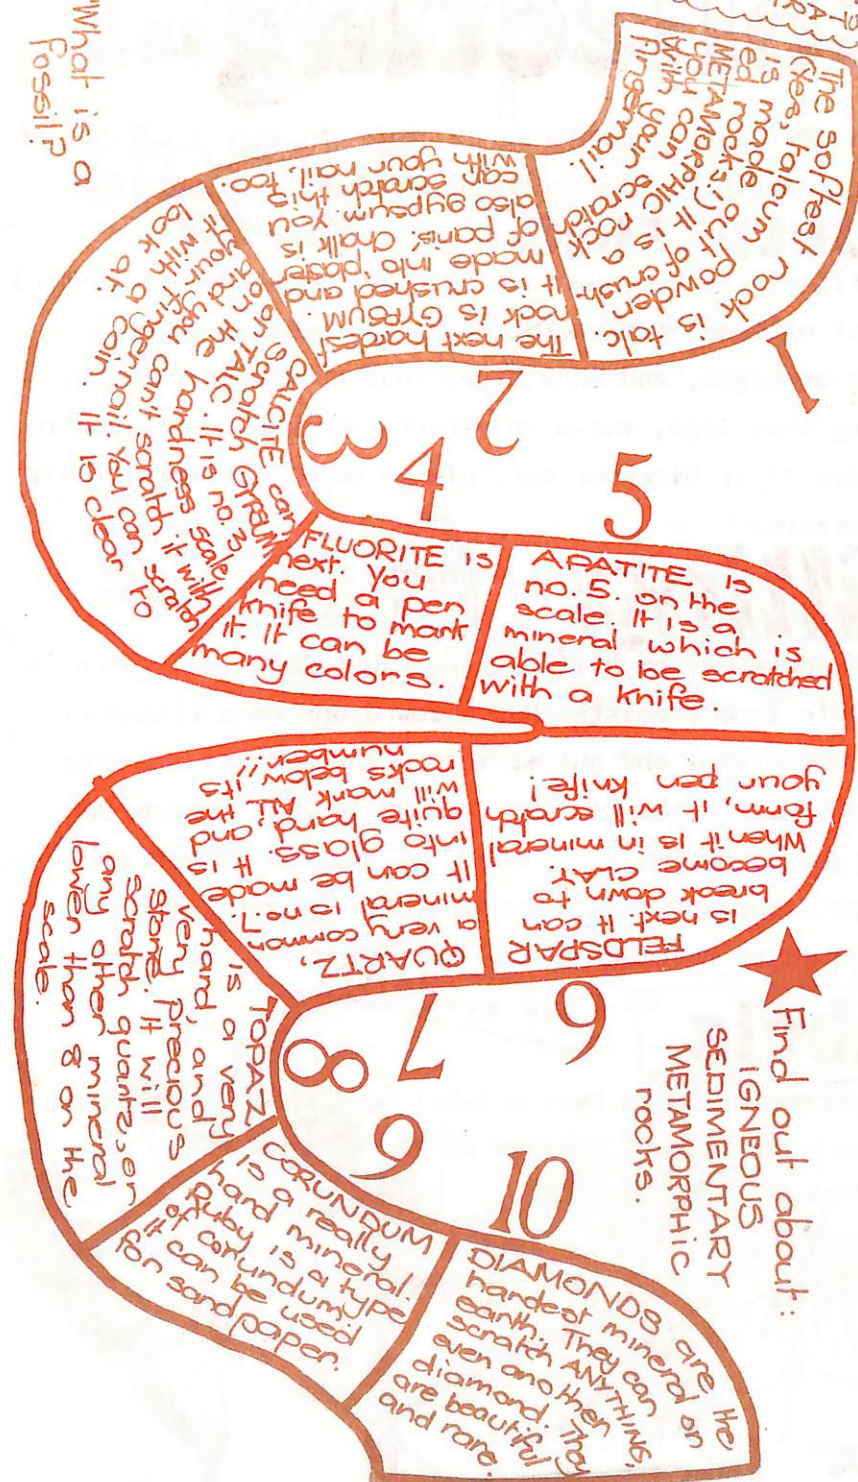 The softest rock is talc
(Yes, talcum powder
is made out of crush-
ed rocks!) It is a
METAMORPHIC rock
you can scratch
with your
fingernail!
1
The next hardest
rock is GYPSUM.
It is crushed and
made into 'plaster
of paris'. Chalk is
also gypsum. You
can scratch this
with your nail, too.
2
CALICITE can
scratch GYPSUM
or TALC. It is no. 3
on the hardness scale,
and you can't scratch it with
your fingernail. You can scratch
it with a coin. It is clear to
look at.
3
FLUORITE is
next. You
need a pen
knife to mark
it. It can be
many colors.
4
APATITE is
no. 5. on the
scale. It is a
mineral which is
able to be scratched
with a knife.
5
FELDSPAR
is next. It can
break down to
become CLAY.
When it is in mineral
form, it will scratch
your pen knife!
6
QUARTZ,
a very common
mineral is no. 7.
It can be made
into glass. It is
quite hard, and
will mark ALL the
rocks below its
number!!
7
TOPAZ
is a very
hard, and
very precious
stone. It will
scratch quartz, or
any other mineral
lower than 8 on the
scale.
8
CORUNDUM
is a really
hard mineral.
Ruby is a type
of corundum.
It can be used
for sandpaper.
9
DIAMONDS are the
hardest mineral on
earth. They can
scratch ANYTHING,
even another
diamond. They
are beautiful
and rare.
10
"What is a
fossil?
Find out about:
IGNEOUS
SEDIMENTARY
METAMORPHIC
rocks.